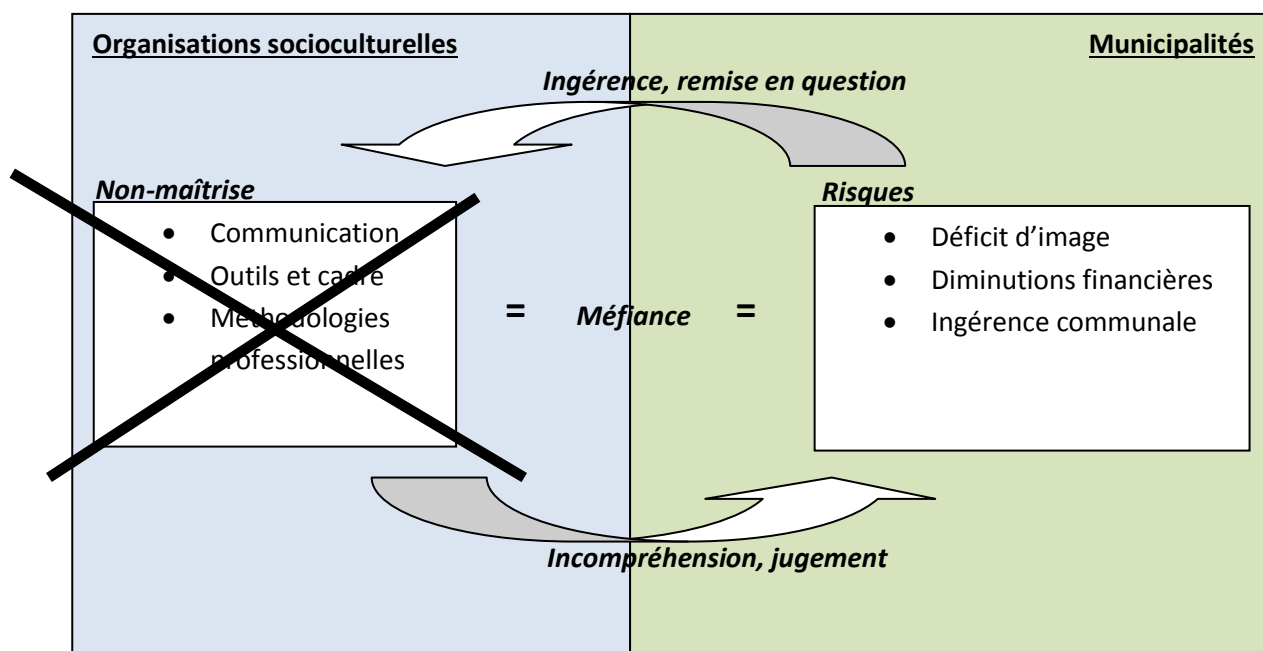 Organisations socioculturelles
Municipalités
Ingérence, remise en question
Non-maîtrise
• Communication
• Outils et cadre
• Méthodologies
professionnelles
= Méfiance =
Risques
• Déficit d’image
• Diminutions financières
• Ingérence communale
Incompréhension, jugement